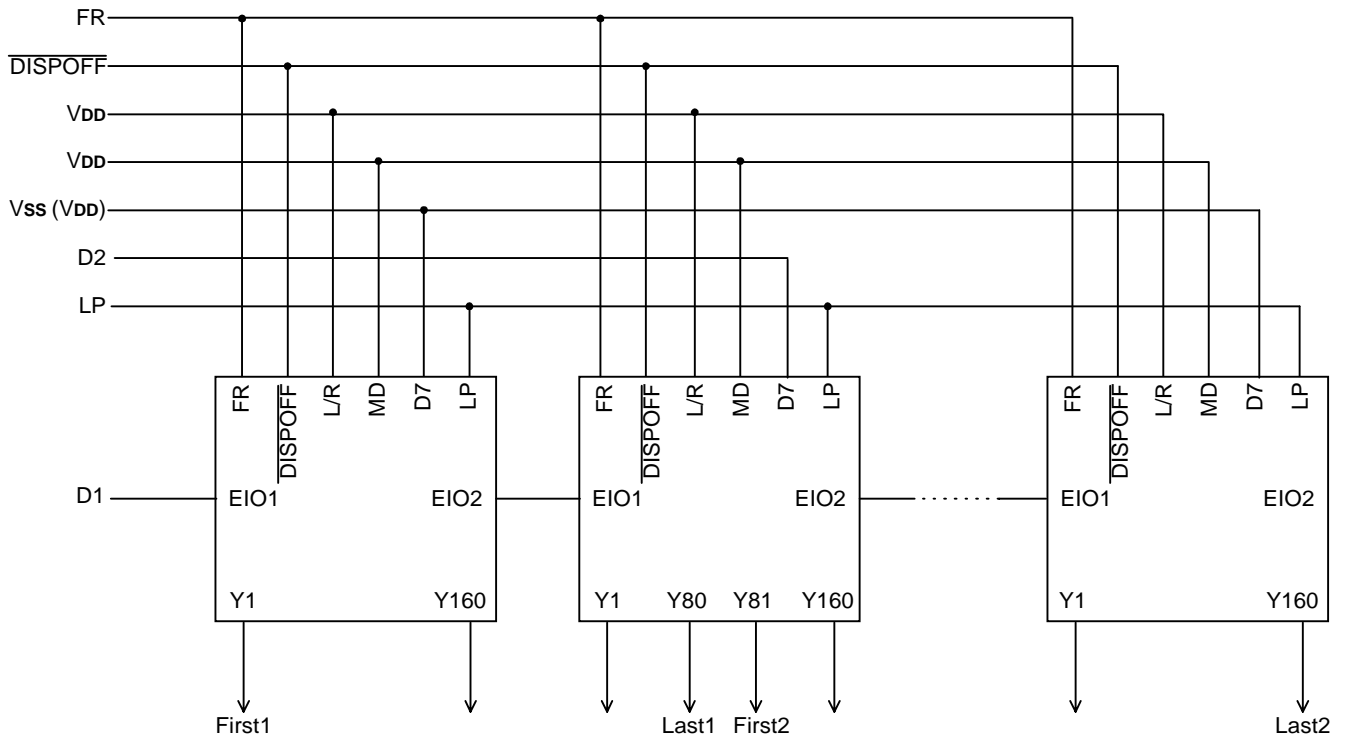 FR
DISPOFF
VDD
VDD
VSS (VDD)
D2
LP
FR DISPOFF L/R MD D7 LP
FR DISPOFF L/R MD D7 LP
FR DISPOFF L/R MD D7 LP
D1
EIO1 EIO2
EIO1 EIO2
EIO1 EIO2
Y1 Y160
Y1 Y80 Y81 Y160
Y1 Y160
First1
Last1 First2
Last2